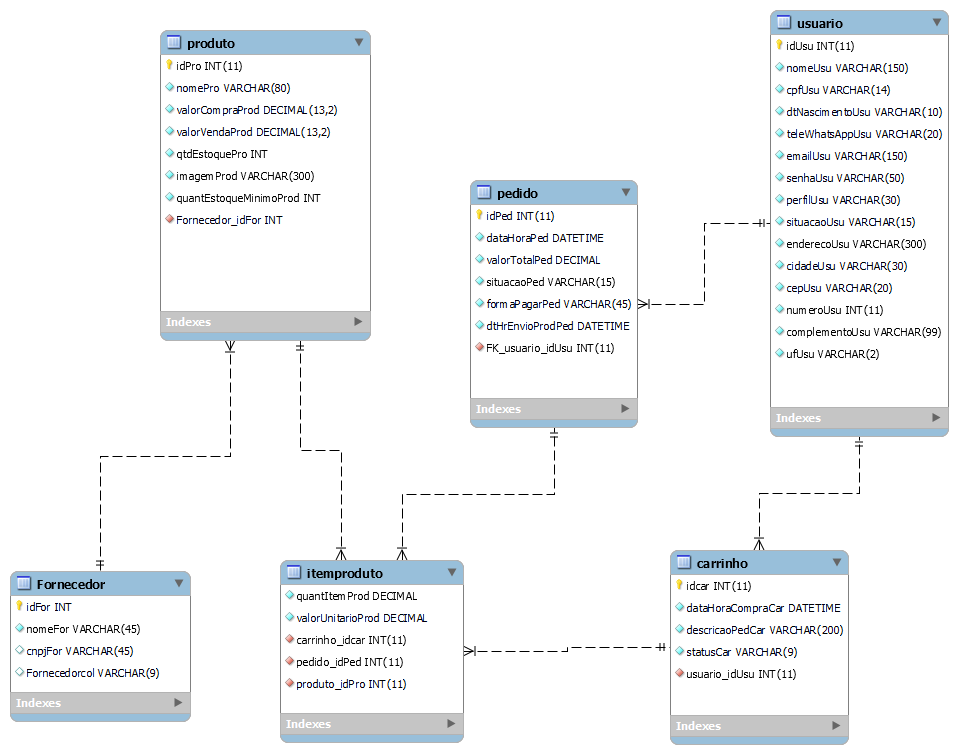 produto
idPro INT(11)
nomePro VARCHAR(80)
valorCompraProd DECIMAL(13,2)
valorVendaProd DECIMAL(13,2)
qtdEstoquePro INT
imagemProd VARCHAR(300)
quantEstoqueMinimoProd INT
Fornecedor_idFor INT
Indexes
pedido
idPed INT(11)
dataHoraPed DATETIME
valorTotalPed DECIMAL
situacaoPed VARCHAR(15)
formaPagarPed VARCHAR(45)
dtHrEnvioProdPed DATETIME
FK_usuario_idUsu INT(11)
Indexes
usuario
idUsu INT(11)
nomeUsu VARCHAR(150)
cpfUsu VARCHAR(14)
dtNascimentoUsu VARCHAR(10)
teleWhatsAppUsu VARCHAR(20)
emailUsu VARCHAR(150)
senhaUsu VARCHAR(50)
perfilUsu VARCHAR(30)
situacaoUsu VARCHAR(15)
enderecoUsu VARCHAR(300)
cidadeUsu VARCHAR(30)
cepUsu VARCHAR(20)
numeroUsu INT(11)
complementoUsu VARCHAR(99)
ufUsu VARCHAR(2)
Indexes
Fornecedor
idFor INT
nomeFor VARCHAR(45)
cnpjFor VARCHAR(45)
Fornecedorcol VARCHAR(9)
Indexes
itemproduto
quantItemProd DECIMAL
valorUnitarioProd DECIMAL
carrinho_idcar INT(11)
pedido_idPed INT(11)
produto_idPro INT(11)
Indexes
carrinho
idcar INT(11)
dataHoraCompraCar DATETIME
descricaoPedCar VARCHAR(200)
statusCar VARCHAR(9)
usuario_idUsu INT(11)
Indexes